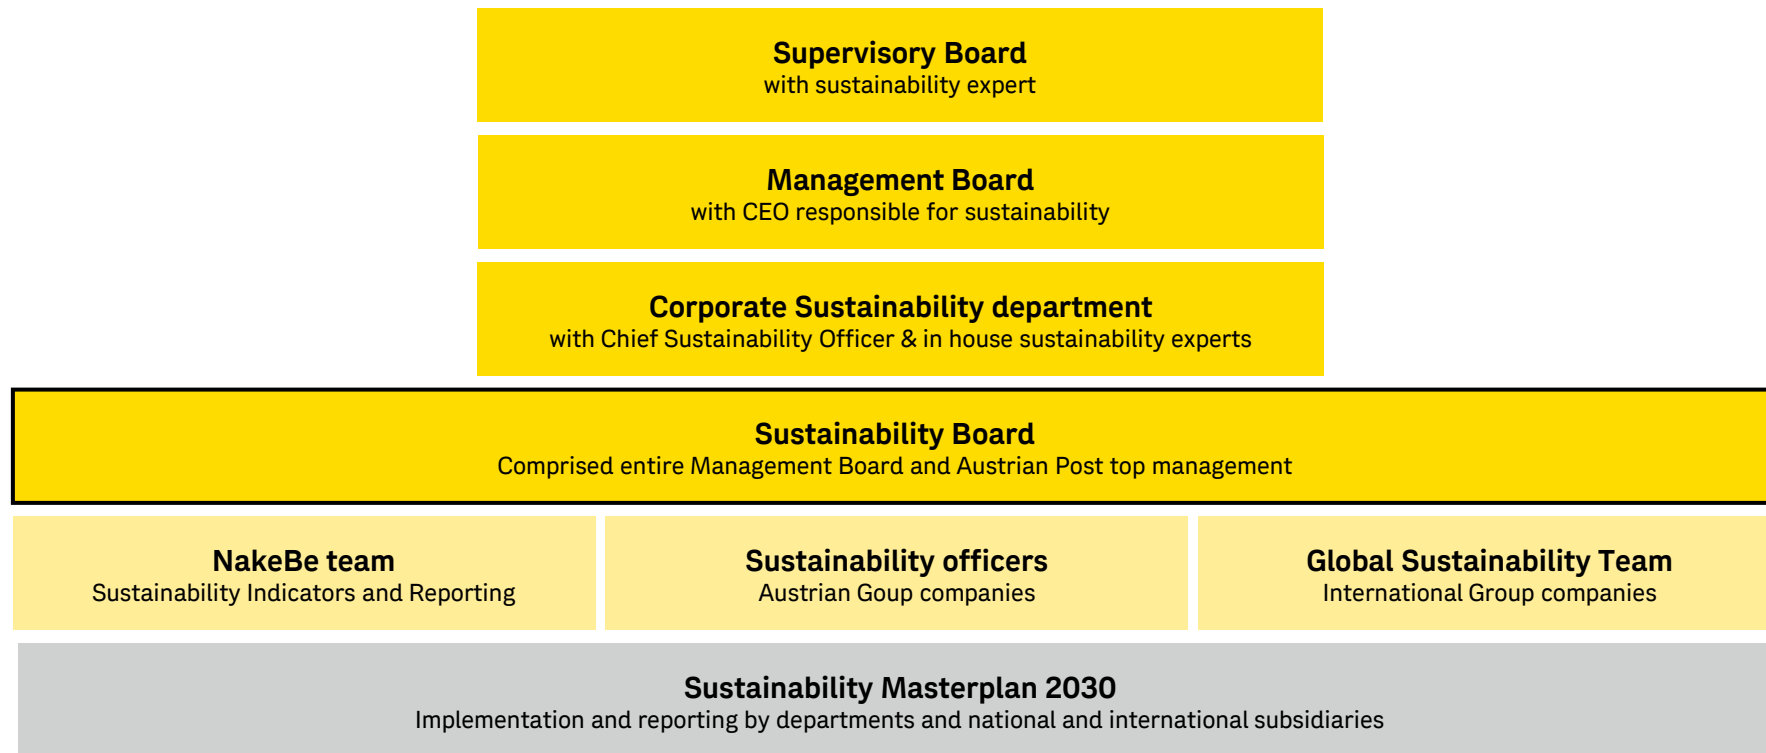 Supervisory Board
with sustainability expert
Management Board
with CEO responsible for sustainability
Corporate Sustainability department
with Chief Sustainability Officer & in house sustainability experts
Sustainability Board
Comprised entire Management Board and Austrian Post top management
NakeBe team
Sustainability Indicators and Reporting
Sustainability officers
Austrian Goup companies
Global Sustainability Team
International Group companies
Sustainability Masterplan 2030
Implementation and reporting by departments and national and international subsidiaries